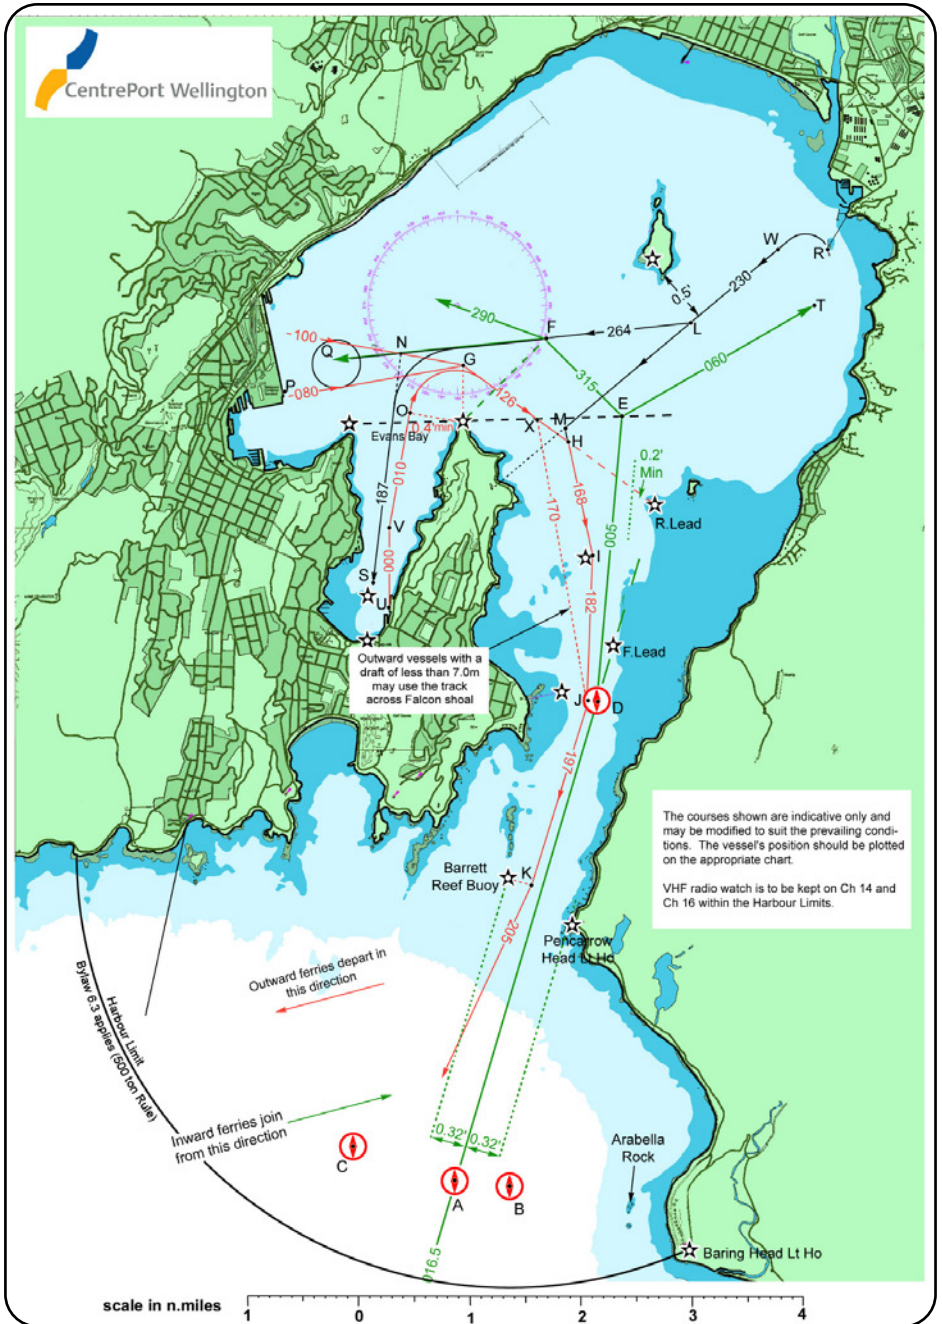 CentrePort Wellington
W
R
230
0.5'
T
290
264
L
F
100
N
Q
G
315
060
P
080
126
E
O
0.4'min
X
M
H
Evans Bay
0.2'
Min
010
187
168
170
R.Lead
005
V
I
S
000
U
182
F.Lead
Outward vessels with a
draft of less than 7.0m
may use the track
across Falcon shoal
J
D
197
The courses shown are indicative only and
may be modified to suit the prevailing condi-
tions. The vessel's position should be plotted
on the appropriate chart.
VHF radio watch is to be kept on Ch 14 and
Ch 16 within the Harbour Limits.
Barrett
Reef Buoy
K
205
Pencarrow
Head Lt Ho
Outward ferries depart in
this direction
Harbour Limit
Bylaw 6.3 applies (500 ton Rule)
Inward ferries join
from this direction
0.32'
0.32'
Arabella
Rock
C
A
B
016.5
Baring Head Lt Ho
scale in n.miles
1
0
1
2
3
4